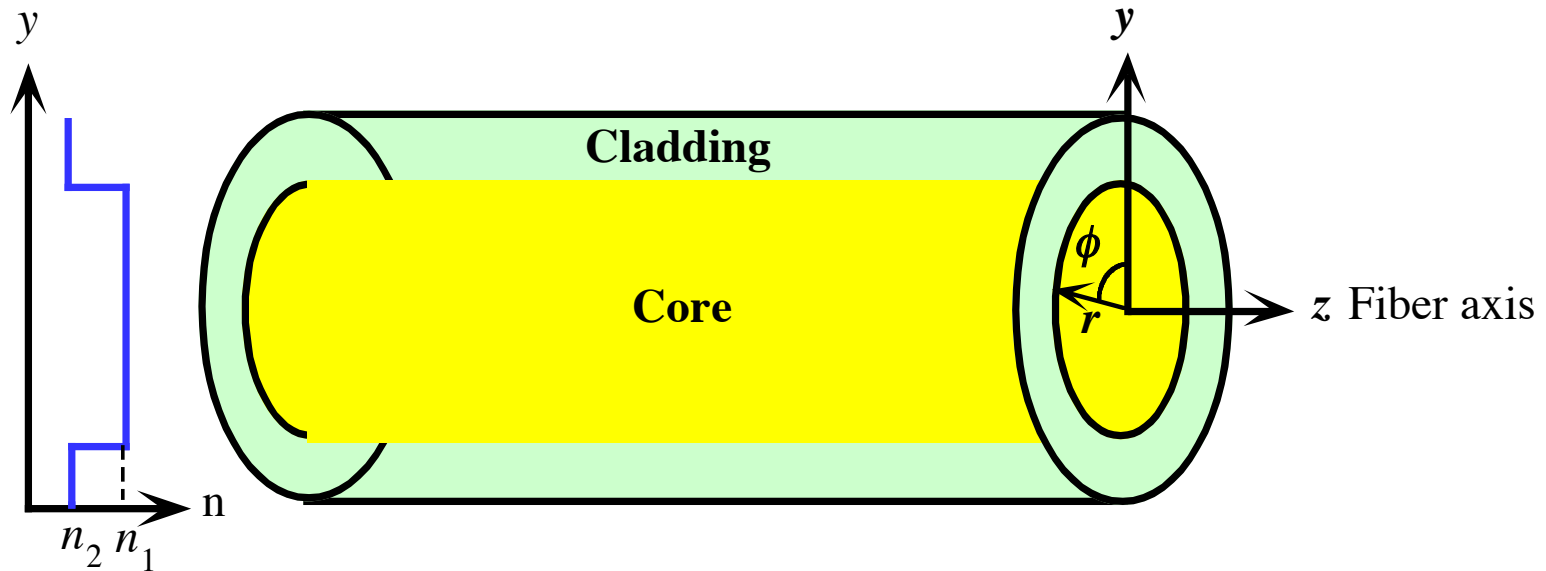 y
y
Cladding
ϕ
Core
r
z Fiber axis
n
n₂ n₁